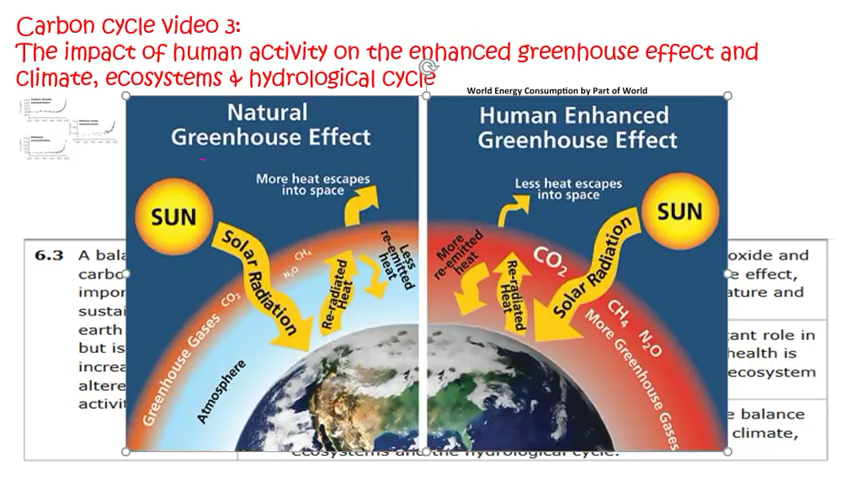 Carbon cycle video 3:
The impact of human activity on the enhanced greenhouse effect and
climate, ecosystems & hydrological cycle
World Energy Consumption by Part of World
Natural
Greenhouse Effect
More heat escapes
into space
SUN
Solar Radiation
Re-radiated
Heat
Less
re-emitted
heat
CH4
N2O
CO2
Greenhouse Gases
Atmosphere
Human Enhanced
Greenhouse Effect
Less heat escapes
into space
SUN
Solar Radiation
More
re-emitted
heat
Re-radiated
Heat
CO2
CH4 N2O
More Greenhouse Gases
6.3 A bala
carbo
impor
sustai
earth
but is
increa
altere
activit
oxide and
e effect,
ature and
tant role in
health is
ecosystem
e balance
climate,
ecosystems and the hydrological cycle.